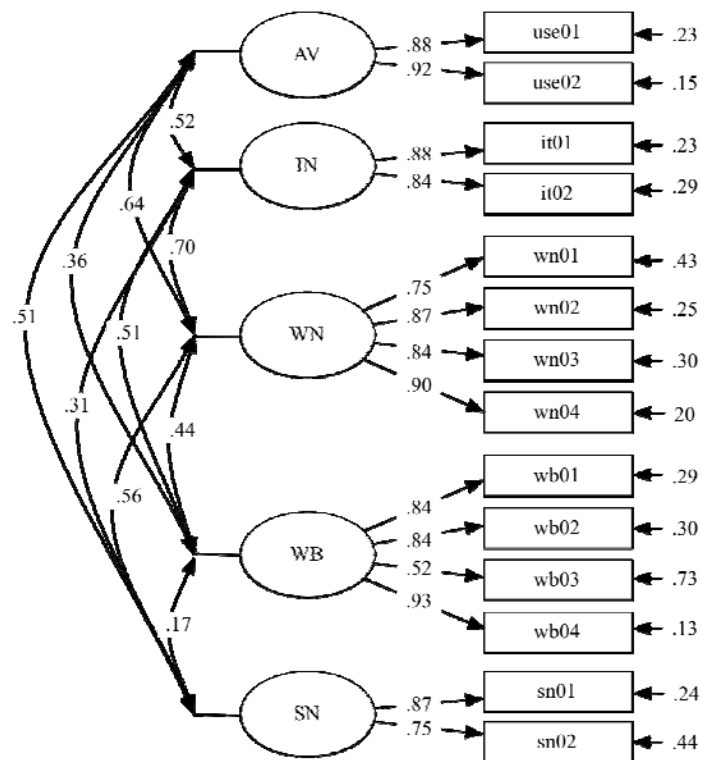 use01
.23
AV
.88
.92
use02
.15
.52
it01
.23
IN
.88
.84
it02
.29
.64
.70
.36
wn01
.43
.75
wn02
.25
.51
.51
WN
.87
.84
wn03
.30
.90
wn04
20
.31
.44
.56
wb01
.29
.84
wb02
.30
WB
.84
.52
wb03
.73
.93
wb04
.13
.17
sn01
.24
SN
.87
.75
sn02
.44